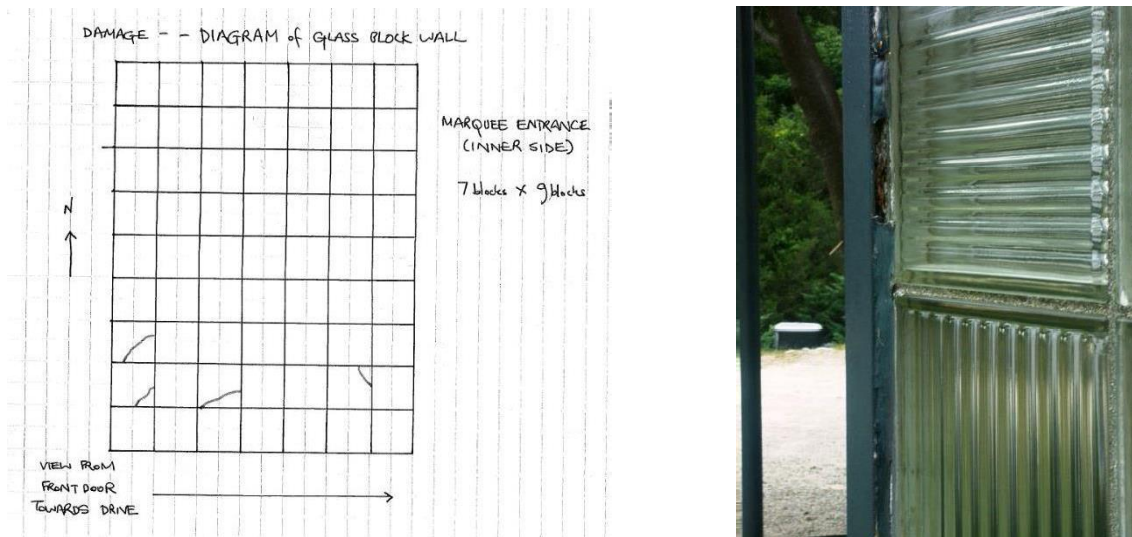 DAMAGE - - DIAGRAM of GLASS BLOCK WALL
MARQUEE ENTRANCE
(INNER SIDE)
7 blocks X 9 blocks
N
VIEW FROM
FRONT DOOR
TOWARDS DRIVE